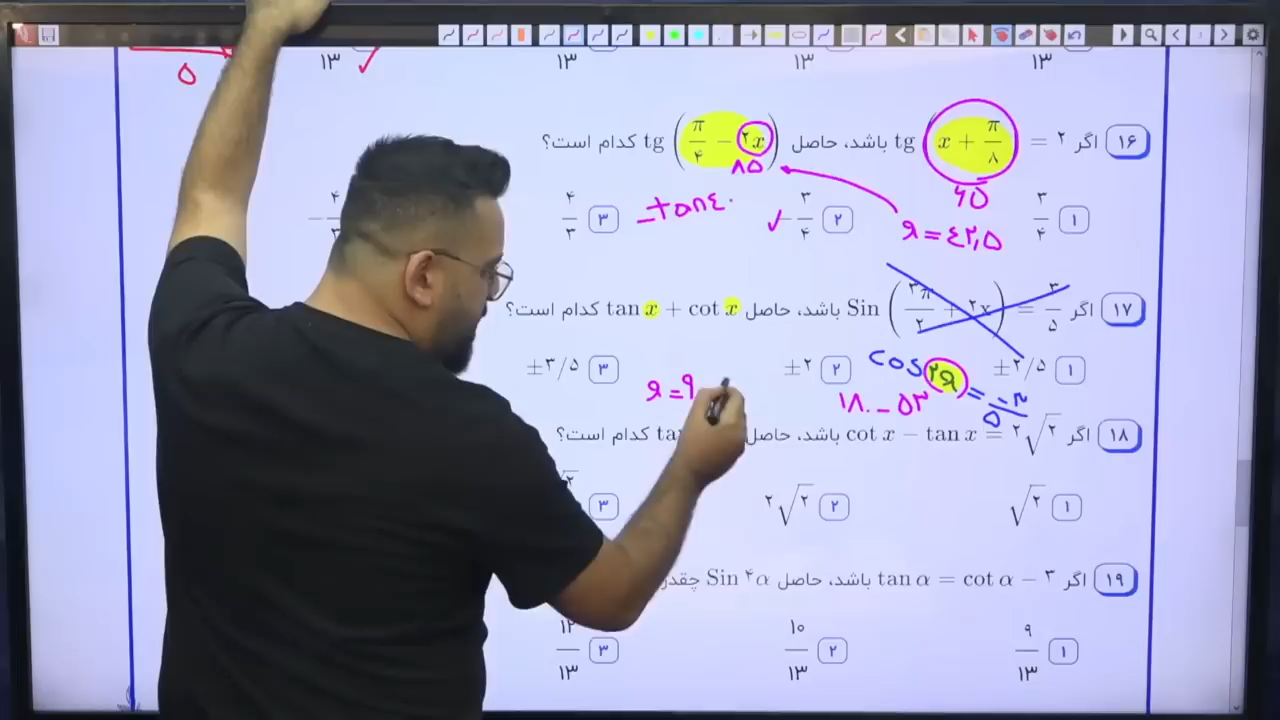 ۵ ۱۳ ✓ ۱۳ ۱۳ ۱۳
۱۶ اگر tg(x + π/۸) = ۲ باشد، حاصل tg(π/۴ − ۲x) کدام است؟
۸۵ ۶۵
۱ ۳/۴ ۲ −۳/۴ ✓ ۳ ۴/۳
−tan۴۰ x = ۴۲٫۵
۱۷ اگر Sin(۳π/۲ + ۲x) = ۳/۵ باشد، حاصل tan x + cot x کدام است؟
۱ ±۲/۵ ۲ ±۲ ۳ ±۳/۵
cos۲x = −۳/۵
۱۸۰ − ۵۳
x = ۹
۱۸ اگر cot x − tan x = ۲√۲ باشد، حاصل کدام است؟
۱ √۲ ۲ ۲√۲ ۳
۱۹ اگر tan α = cot α − ۳ باشد، حاصل Sin ۴α
۱ ۹/۱۳ ۲ ۱۰/۱۳ ۳ ۱۲/۱۳